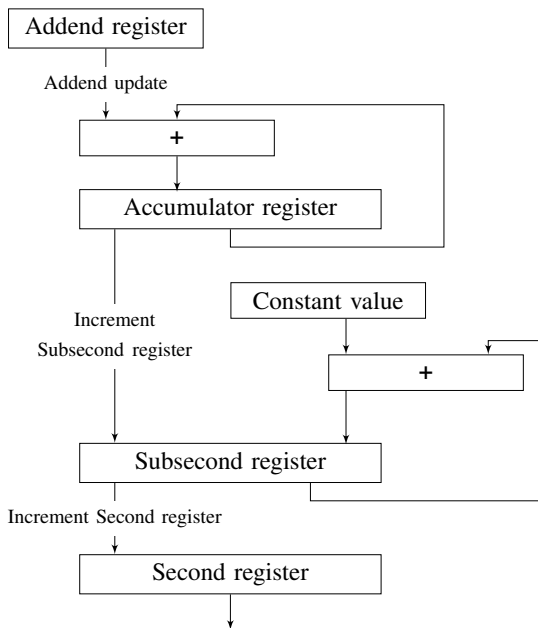 Addend register
Addend update
+
Accumulator register
Constant value
Increment
Subsecond register
+
Subsecond register
Increment Second register
Second register